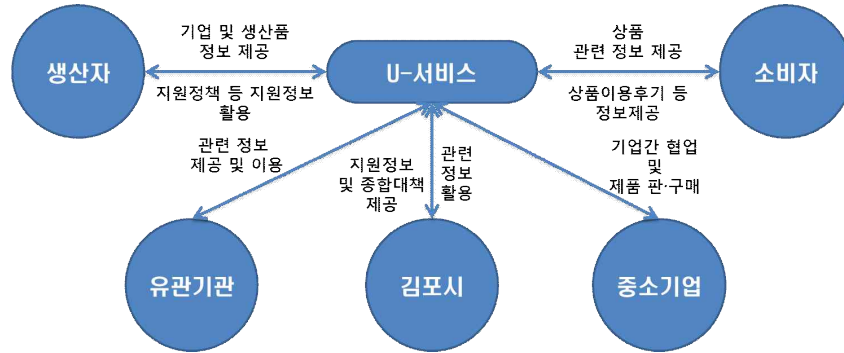 기업 및 생산품
정보 제공
상품
관련 정보 제공
생산자
U-서비스
소비자
지원정책 등 지원정보
활용
상품이용후기 등
정보제공
관련 정보
제공 및 이용
지원정보
및 종합대책
제공
관련
정보
활용
기업간 협업
및
제품 판·구매
유관기관
김포시
중소기업